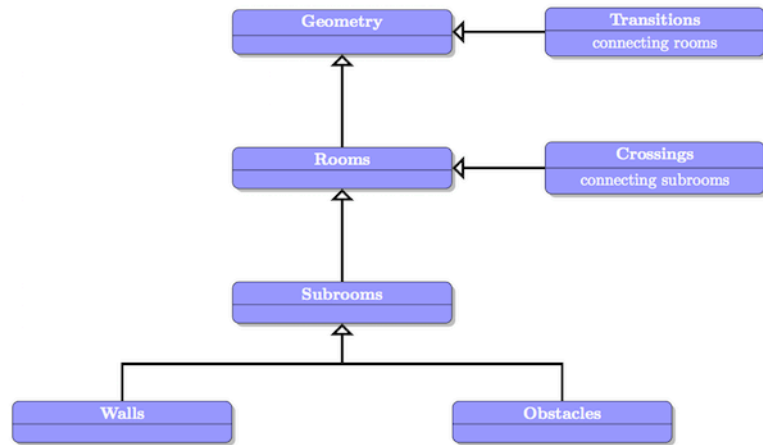 Geometry
Transitions
connecting rooms
Rooms
Crossings
connecting subrooms
Subrooms
Walls
Obstacles